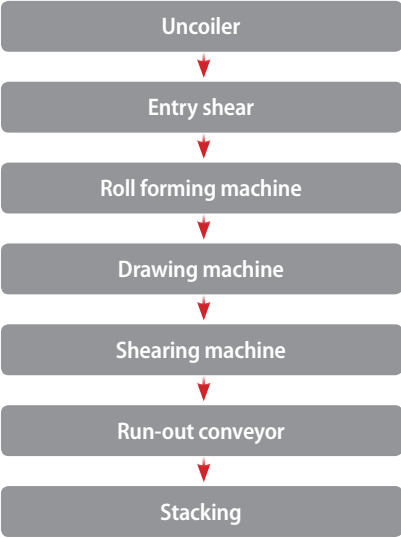 Uncoiler
Entry shear
Roll forming machine
Drawing machine
Shearing machine
Run-out conveyor
Stacking